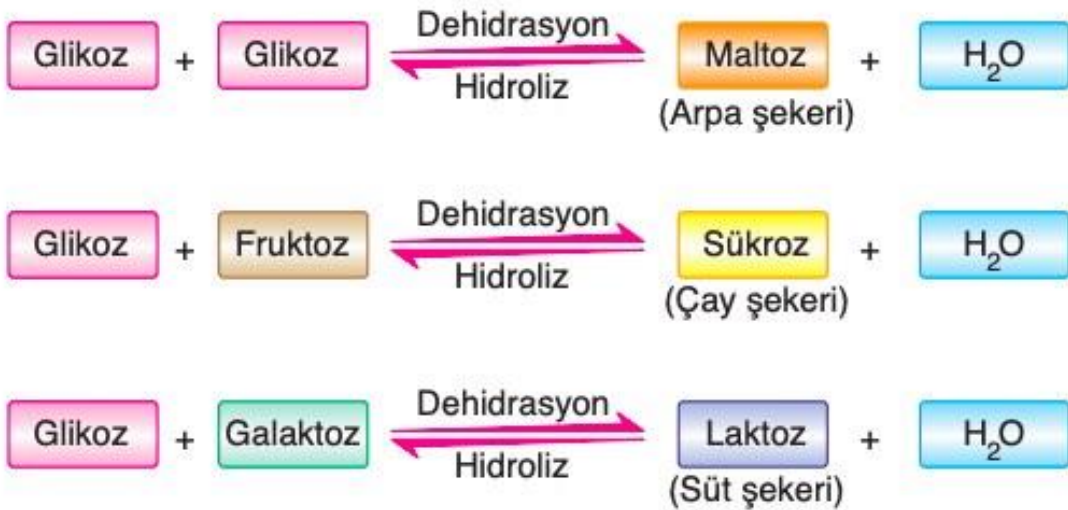 Glikoz + Glikoz Dehidrasyon Maltoz + H₂O
Hidroliz
(Arpa şekeri)
Glikoz + Fruktoz Dehidrasyon Sükroz + H₂O
Hidroliz
(Çay şekeri)
Glikoz + Galaktoz Dehidrasyon Laktoz + H₂O
Hidroliz
(Süt şekeri)